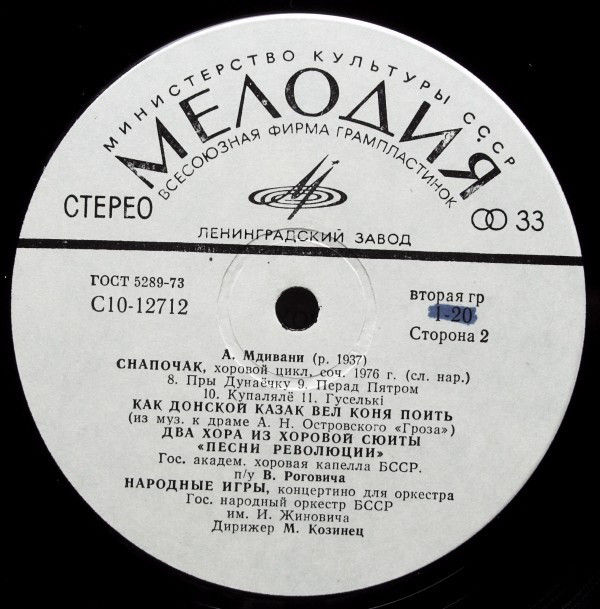 МИНИСТЕРСТВО КУЛЬТУРЫ СССР
МЕЛОДИЯ
ВСЕСОЮЗНАЯ ФИРМА ГРАМПЛАСТИНОК
СТЕРЕО
33
ЛЕНИНГРАДСКИЙ ЗАВОД
ГОСТ 5289-73
С10-12712
вторая гр
1-20
Сторона 2
А. Мдивани (р. 1937)
СНАПОЧАК, хоровой цикл, соч. 1976 г. (сл. нар.)
8. Пры Дунаёчку 9. Перад Пятром
10. Купалялё 11. Гуселькі
КАК ДОНСКОЙ КАЗАК ВЕЛ КОНЯ ПОИТЬ
(из муз. к драме А. Н. Островского «Гроза»)
ДВА ХОРА ИЗ ХОРОВОЙ СЮИТЫ
«ПЕСНИ РЕВОЛЮЦИИ»
Гос. академ. хоровая капелла БССР.
п/у В. Роговича
НАРОДНЫЕ ИГРЫ, концертино для оркестра
Гос. народный оркестр БССР
им. И. Жиновича
Дирижер М. Козинец